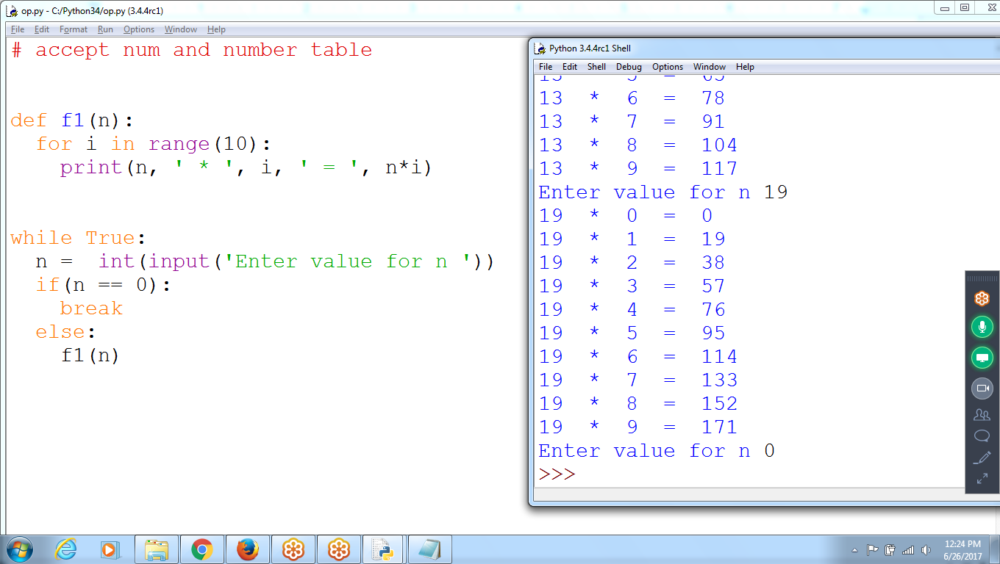 op.py - C:/Python34/op.py (3.4.4rc1)
File Edit Format Run Options Window Help
# accept num and number table
def f1(n):
for i in range(10):
print(n, ' * ', i, ' = ', n*i)
while True:
n =  int(input('Enter value for n '))
if(n == 0):
break
else:
f1(n)
Python 3.4.4rc1 Shell
File Edit Shell Debug Options Window Help
13 * 5 = 65
13 * 6 = 78
13 * 7 = 91
13 * 8 = 104
13 * 9 = 117
Enter value for n 19
19 * 0 = 0
19 * 1 = 19
19 * 2 = 38
19 * 3 = 57
19 * 4 = 76
19 * 5 = 95
19 * 6 = 114
19 * 7 = 133
19 * 8 = 152
19 * 9 = 171
Enter value for n 0
>>>
12:24 PM
6/26/2017